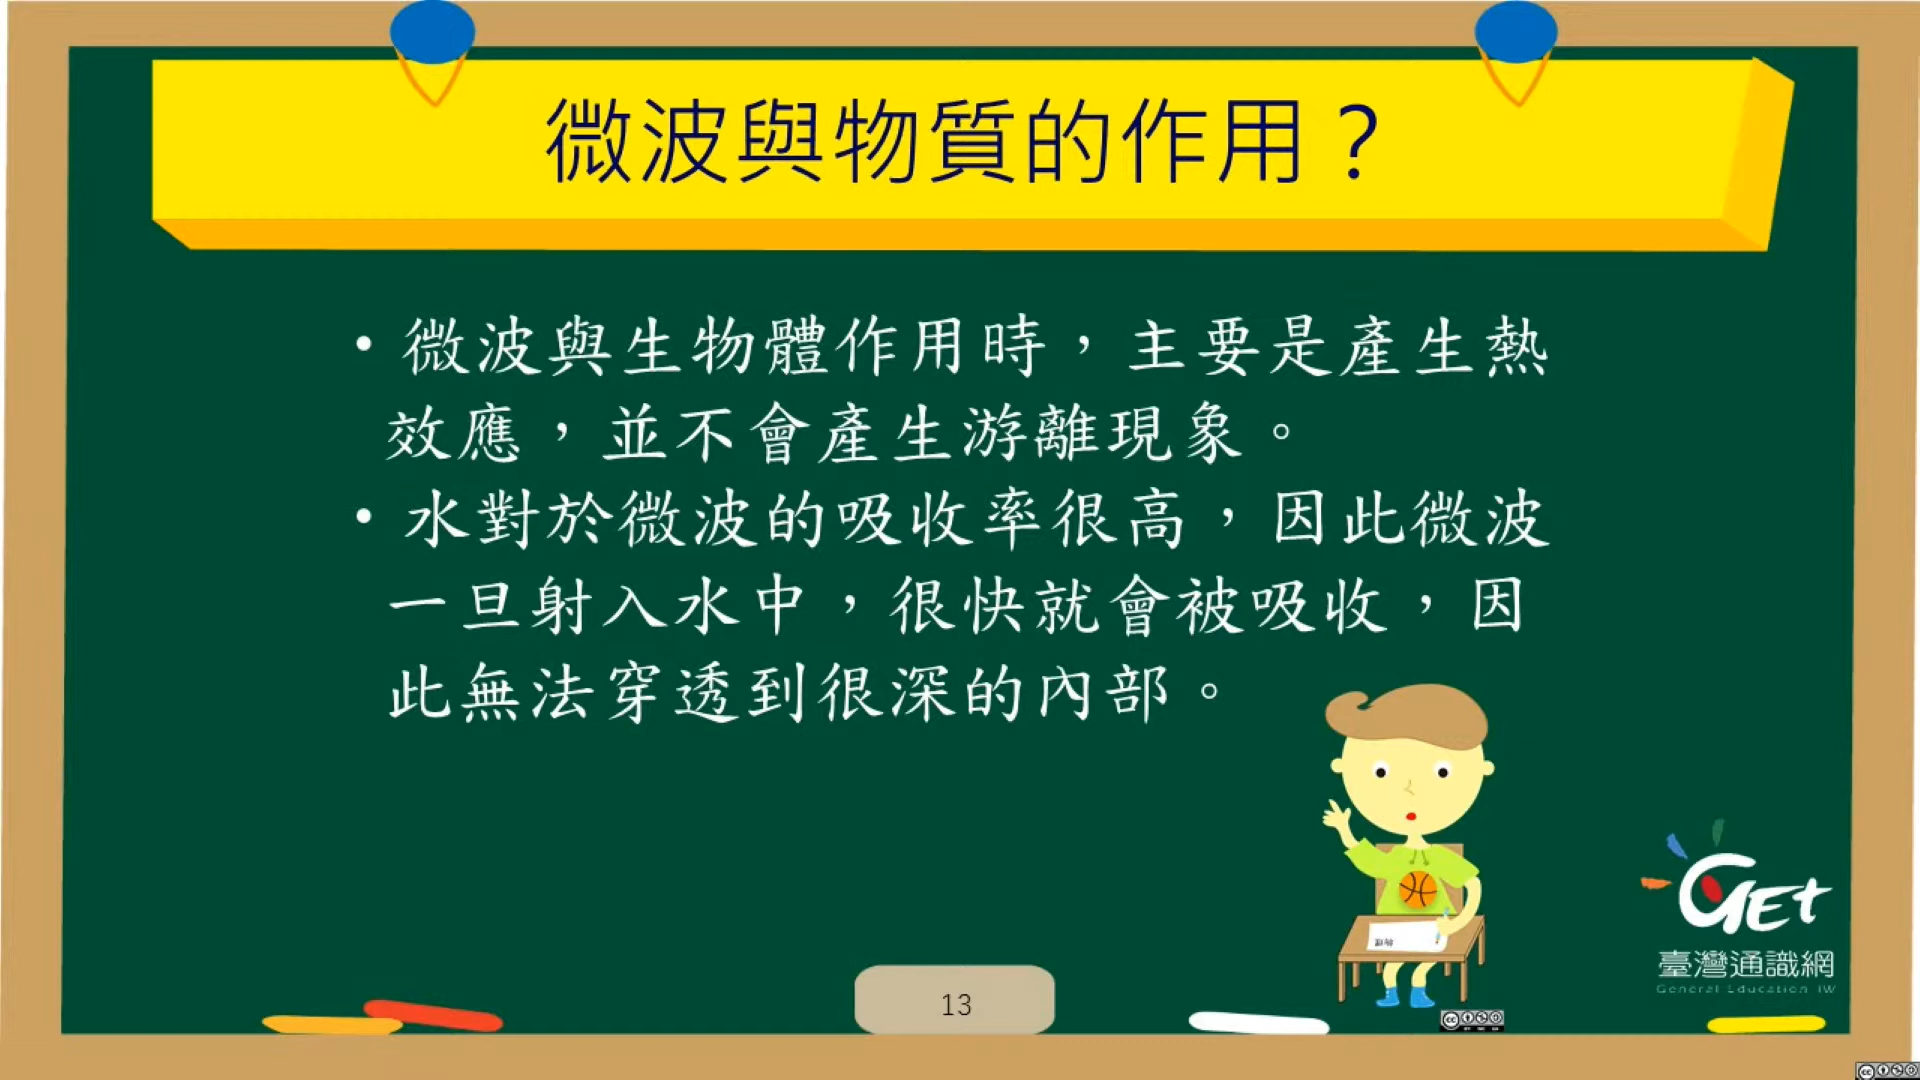 微波與物質的作用？
• 微波與生物體作用時，主要是產生熱
效應，並不會產生游離現象。
• 水對於微波的吸收率很高，因此微波
一旦射入水中，很快就會被吸收，因
此無法穿透到很深的內部。
GET
臺灣通識網
General Education TW
13